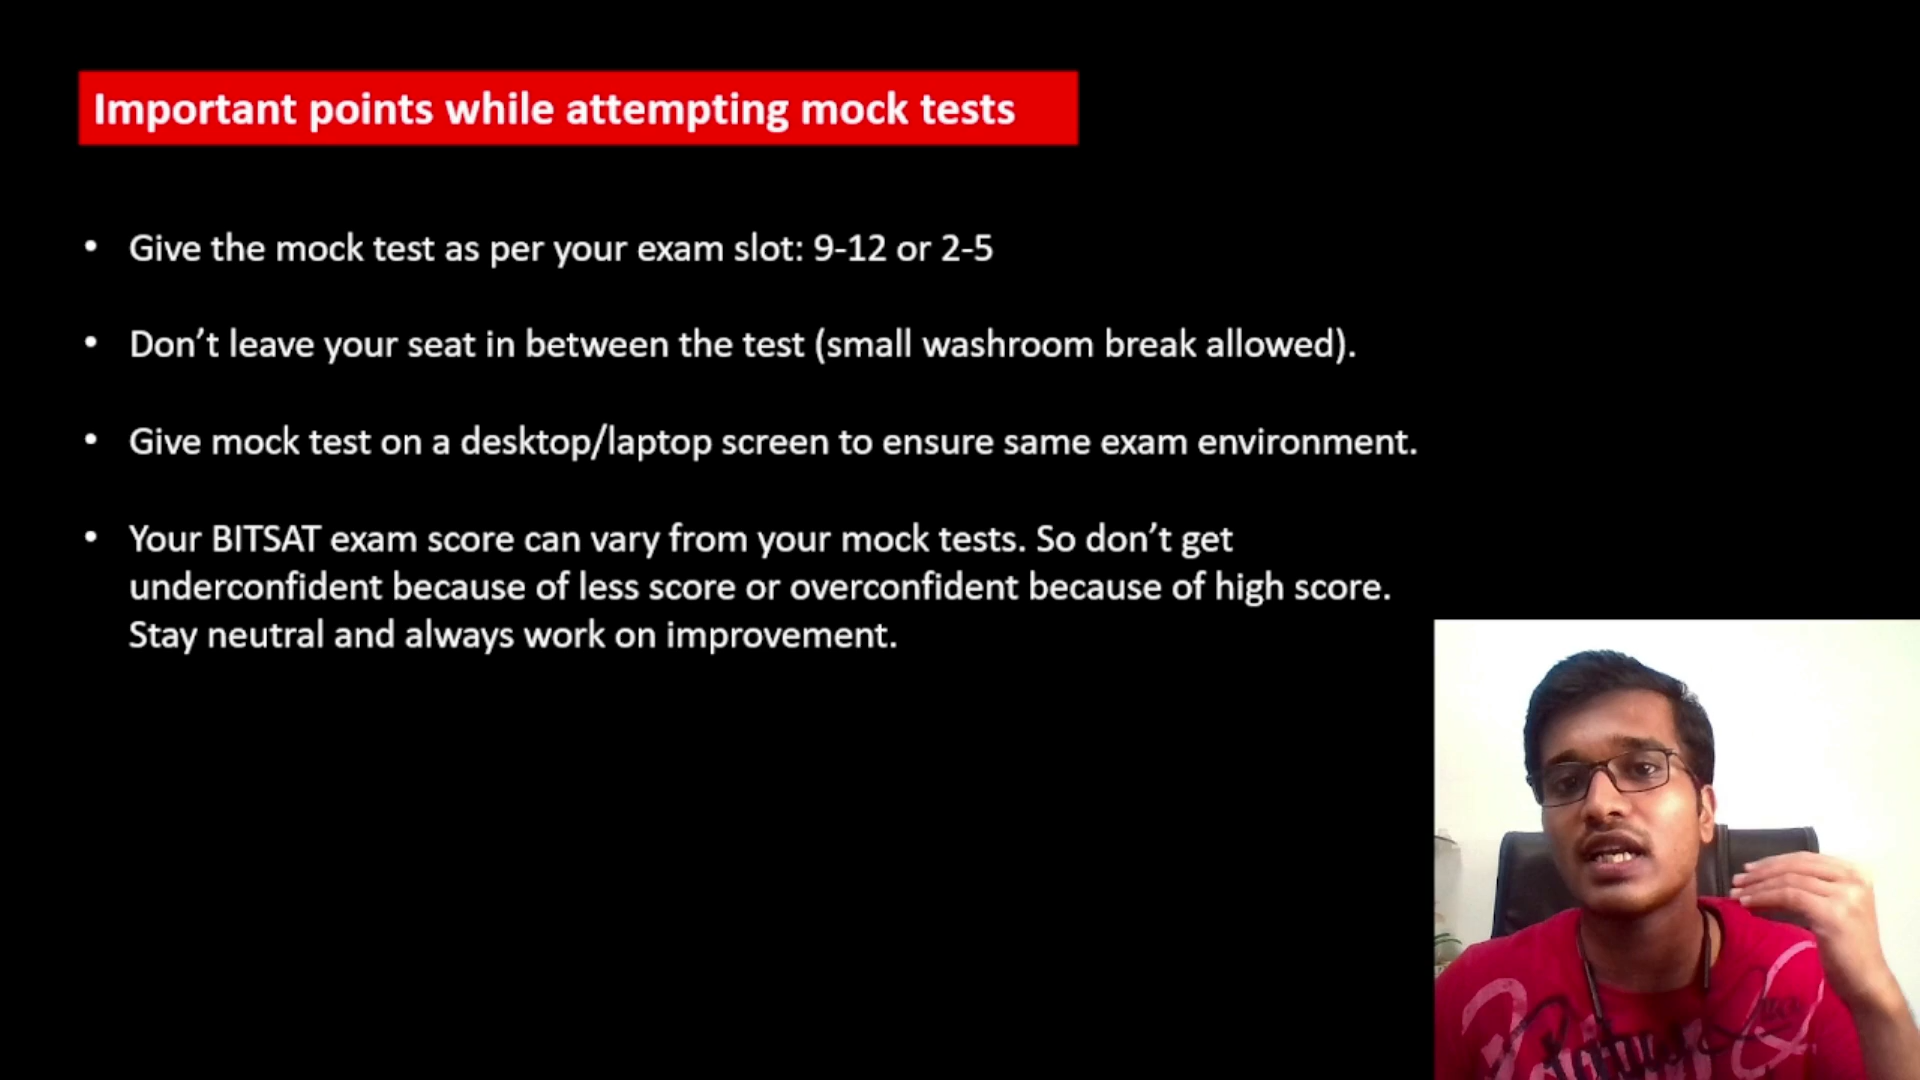 Important points while attempting mock tests
• Give the mock test as per your exam slot: 9-12 or 2-5
• Don’t leave your seat in between the test (small washroom break allowed).
• Give mock test on a desktop/laptop screen to ensure same exam environment.
• Your BITSAT exam score can vary from your mock tests. So don’t get
underconfident because of less score or overconfident because of high score.
Stay neutral and always work on improvement.